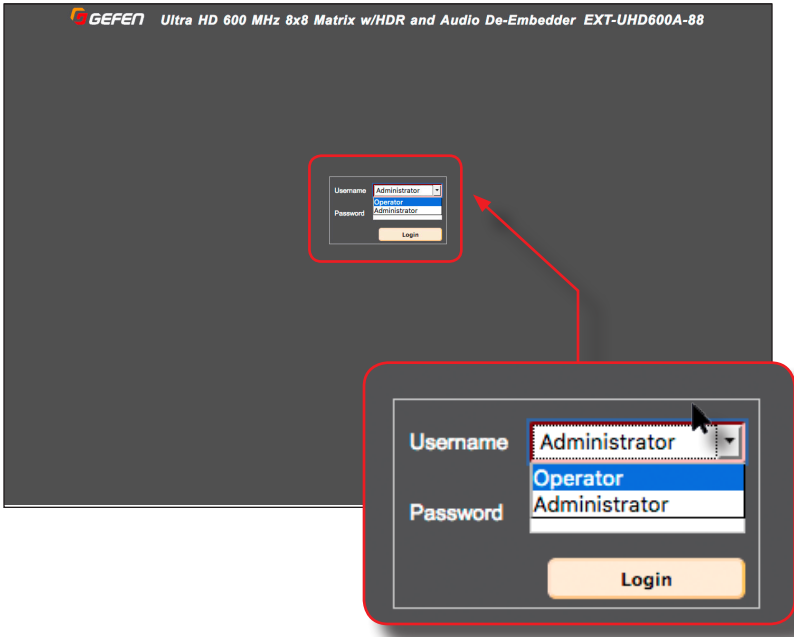 GEFEN Ultra HD 600 MHz 8x8 Matrix w/HDR and Audio De-Embedder EXT-UHD600A-88
Username Administrator
Operator
Password Administrator
Login
Username Administrator
Operator
Password Administrator
Login